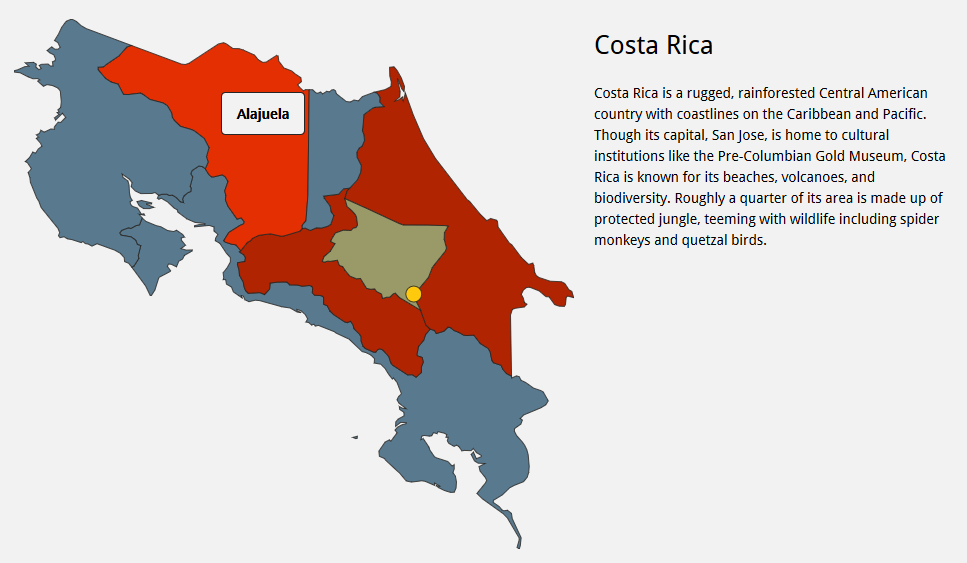 Costa Rica
Alajuela
Costa Rica is a rugged, rainforested Central American
country with coastlines on the Caribbean and Pacific.
Though its capital, San Jose, is home to cultural
institutions like the Pre-Columbian Gold Museum, Costa
Rica is known for its beaches, volcanoes, and
biodiversity. Roughly a quarter of its area is made up of
protected jungle, teeming with wildlife including spider
monkeys and quetzal birds.